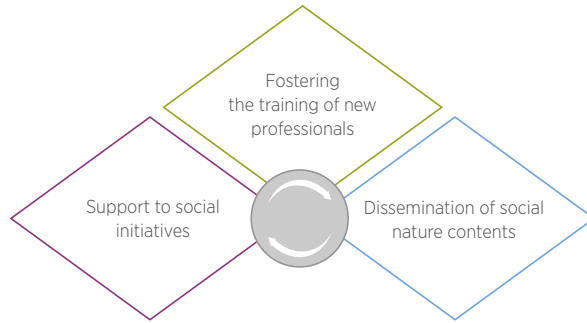 Fostering
the training of new
professionals
Support to social
initiatives
Dissemination of social
nature contents